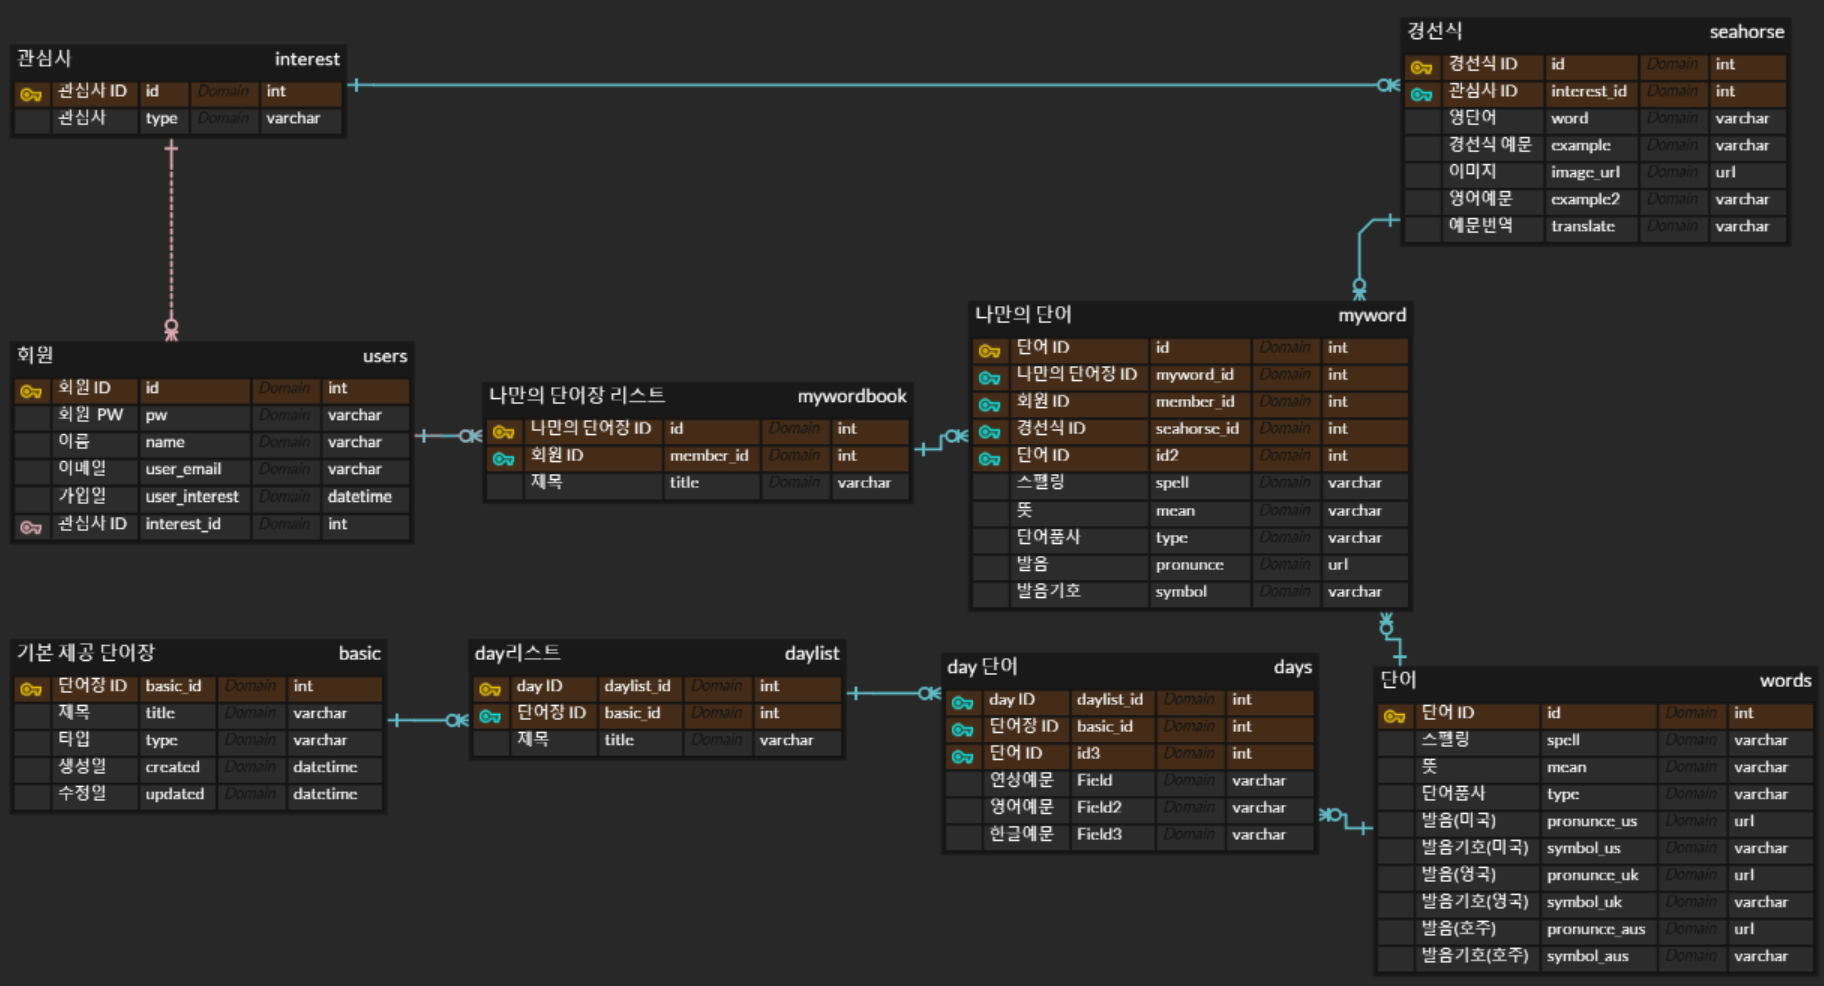 관심사 interest
관심사 ID id Domain int
관심사 type Domain varchar
경선식 seahorse
경선식 ID id Domain int
관심사 ID interest_id Domain int
영단어 word Domain varchar
경선식 예문 example Domain varchar
이미지 image_url Domain url
영어예문 example2 Domain varchar
예문번역 translate Domain varchar
회원 users
회원 ID id Domain int
회원 PW pw Domain varchar
이름 name Domain varchar
이메일 user_email Domain varchar
가입일 user_interest Domain datetime
관심사 ID interest_id Domain int
나만의 단어장 리스트 mywordbook
나만의 단어장 ID id Domain int
회원 ID member_id Domain int
제목 title Domain varchar
나만의 단어 myword
단어 ID id Domain int
나만의 단어장 ID myword_id Domain int
회원 ID member_id Domain int
경선식 ID seahorse_id Domain int
단어 ID id2 Domain int
스펠링 spell Domain varchar
뜻 mean Domain varchar
단어품사 type Domain varchar
발음 pronunce Domain url
발음기호 symbol Domain varchar
기본 제공 단어장 basic
단어장 ID basic_id Domain int
제목 title Domain varchar
타입 type Domain varchar
생성일 created Domain datetime
수정일 updated Domain datetime
day리스트 daylist
day ID daylist_id Domain int
단어장 ID basic_id Domain int
제목 title Domain varchar
day 단어 days
day ID daylist_id Domain int
단어장 ID basic_id Domain int
단어 ID id3 Domain int
연상예문 Field Domain varchar
영어예문 Field2 Domain varchar
한글예문 Field3 Domain varchar
단어 words
단어 ID id Domain int
스펠링 spell Domain varchar
뜻 mean Domain varchar
단어품사 type Domain varchar
발음(미국) pronunce_us Domain url
발음기호(미국) symbol_us Domain varchar
발음(영국) pronunce_uk Domain url
발음기호(영국) symbol_uk Domain varchar
발음(호주) pronunce_aus Domain url
발음기호(호주) symbol_aus Domain varchar